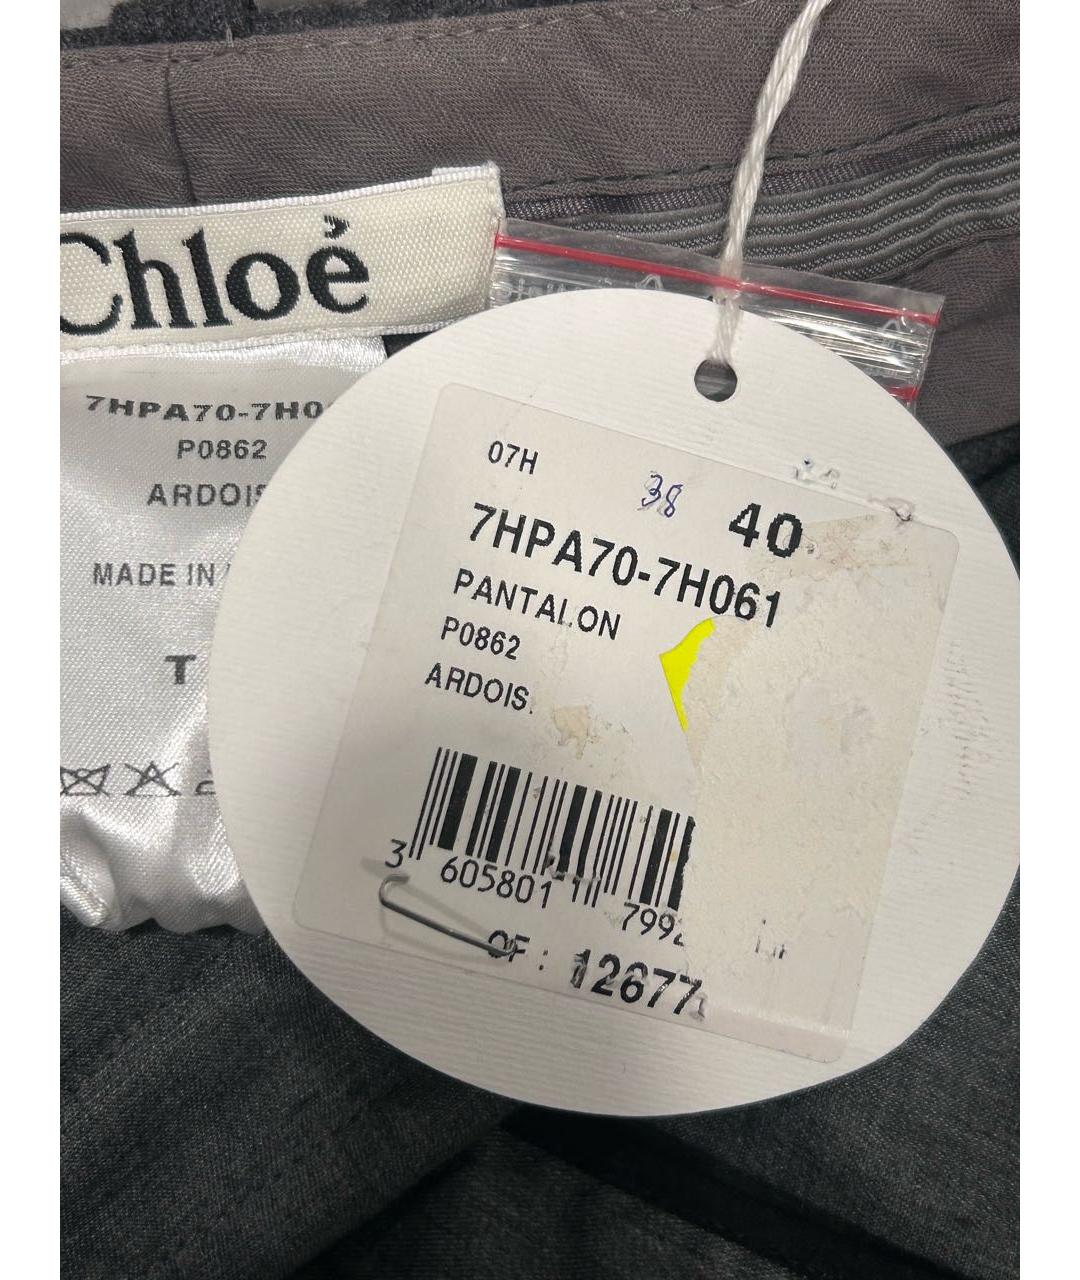 Chloè
7HPA70-7H0
P0862
ARDOIS
MADE IN
T
07H
38
40
7HPA70-7H061
PANTALON
P0862
ARDOIS
3 605801 799
OF : 12677